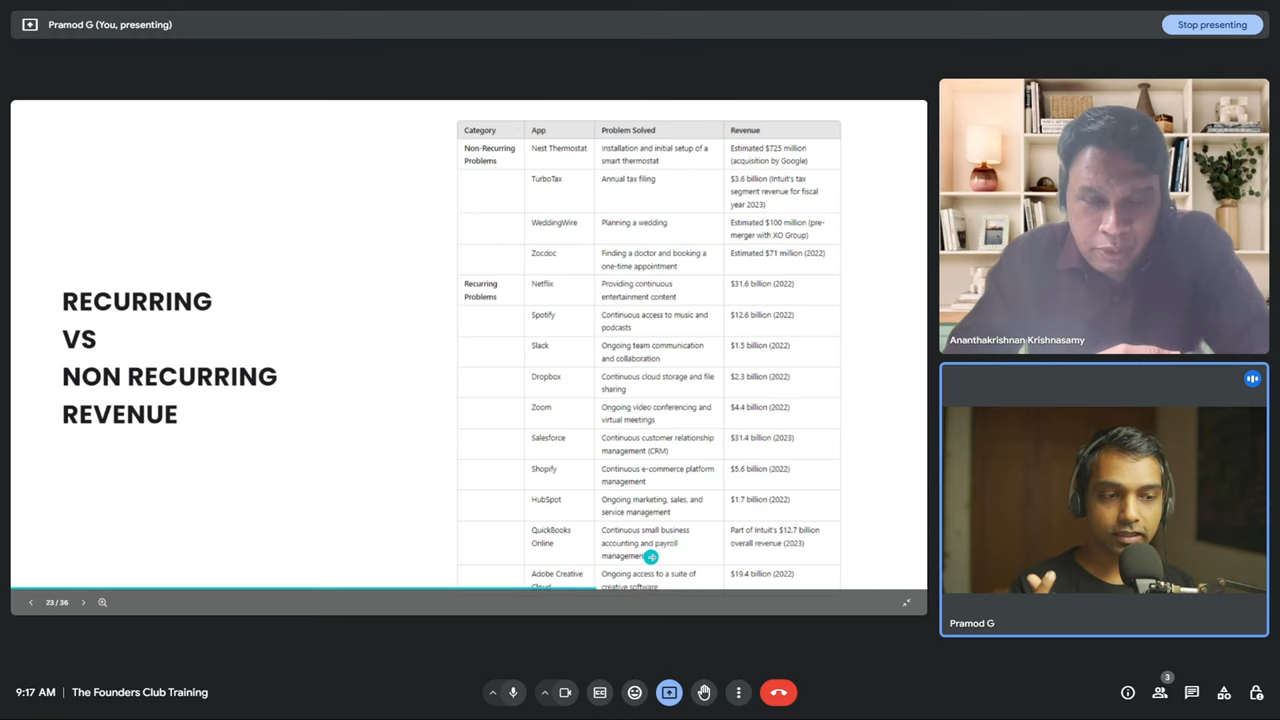 Pramod G (You, presenting)
Stop presenting
RECURRING
VS
NON RECURRING
REVENUE
Category App Problem Solved Revenue
Non-Recurring Nest Thermostat Installation and initial setup of a Estimated $725 million
Problems smart thermostat (acquisition by Google)
TurboTax Annual tax filing $3.6 billion (Intuit's tax
segment revenue for fiscal
year 2023)
WeddingWire Planning a wedding Estimated $100 million (pre-
merger with XO Group)
Zocdoc Finding a doctor and booking a Estimated $71 million (2022)
one-time appointment
Recurring Netflix Providing continuous $31.6 billion (2022)
Problems entertainment content
Spotify Continuous access to music and $12.6 billion (2022)
podcasts
Slack Ongoing team communication $1.5 billion (2022)
and collaboration
Dropbox Continuous cloud storage and file $2.3 billion (2022)
sharing
Zoom Ongoing video conferencing and $4.4 billion (2022)
virtual meetings
Salesforce Continuous customer relationship $31.4 billion (2023)
management (CRM)
Shopify Continuous e-commerce platform $5.6 billion (2022)
management
HubSpot Ongoing marketing, sales, and $1.7 billion (2022)
service management
QuickBooks Continuous small business Part of Intuit's $12.7 billion
Online accounting and payroll overall revenue (2023)
management
Adobe Creative Ongoing access to a suite of $19.4 billion (2022)
Cloud creative software
23 / 36
Ananthakrishnan Krishnasamy
Pramod G
9:17 AM | The Founders Club Training
3